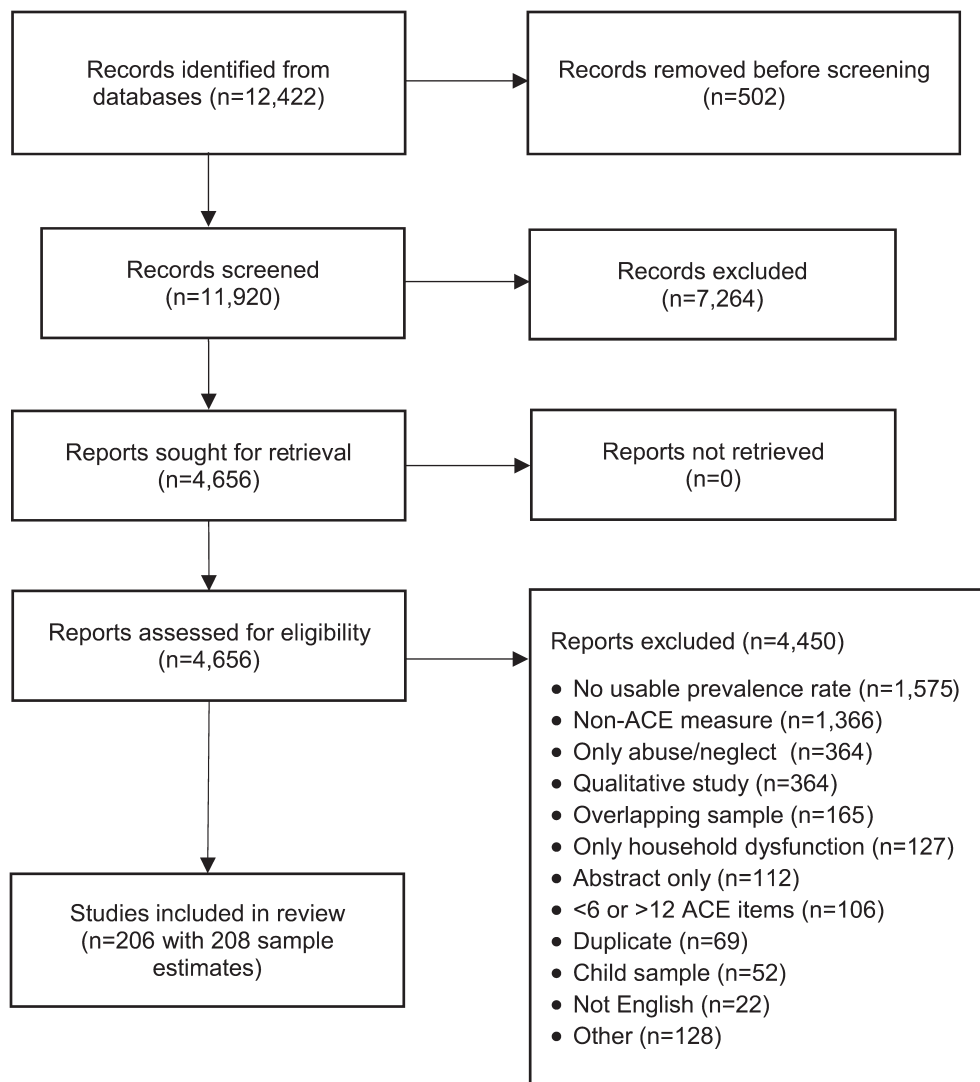 Records identified from
databases (n=12,422)
Records removed before screening
(n=502)
Records screened
(n=11,920)
Records excluded
(n=7,264)
Reports sought for retrieval
(n=4,656)
Reports not retrieved
(n=0)
Reports assessed for eligibility
(n=4,656)
Reports excluded (n=4,450)
• No usable prevalence rate (n=1,575)
• Non-ACE measure (n=1,366)
• Only abuse/neglect (n=364)
• Qualitative study (n=364)
• Overlapping sample (n=165)
• Only household dysfunction (n=127)
• Abstract only (n=112)
• <6 or >12 ACE items (n=106)
• Duplicate (n=69)
• Child sample (n=52)
• Not English (n=22)
• Other (n=128)
Studies included in review
(n=206 with 208 sample
estimates)